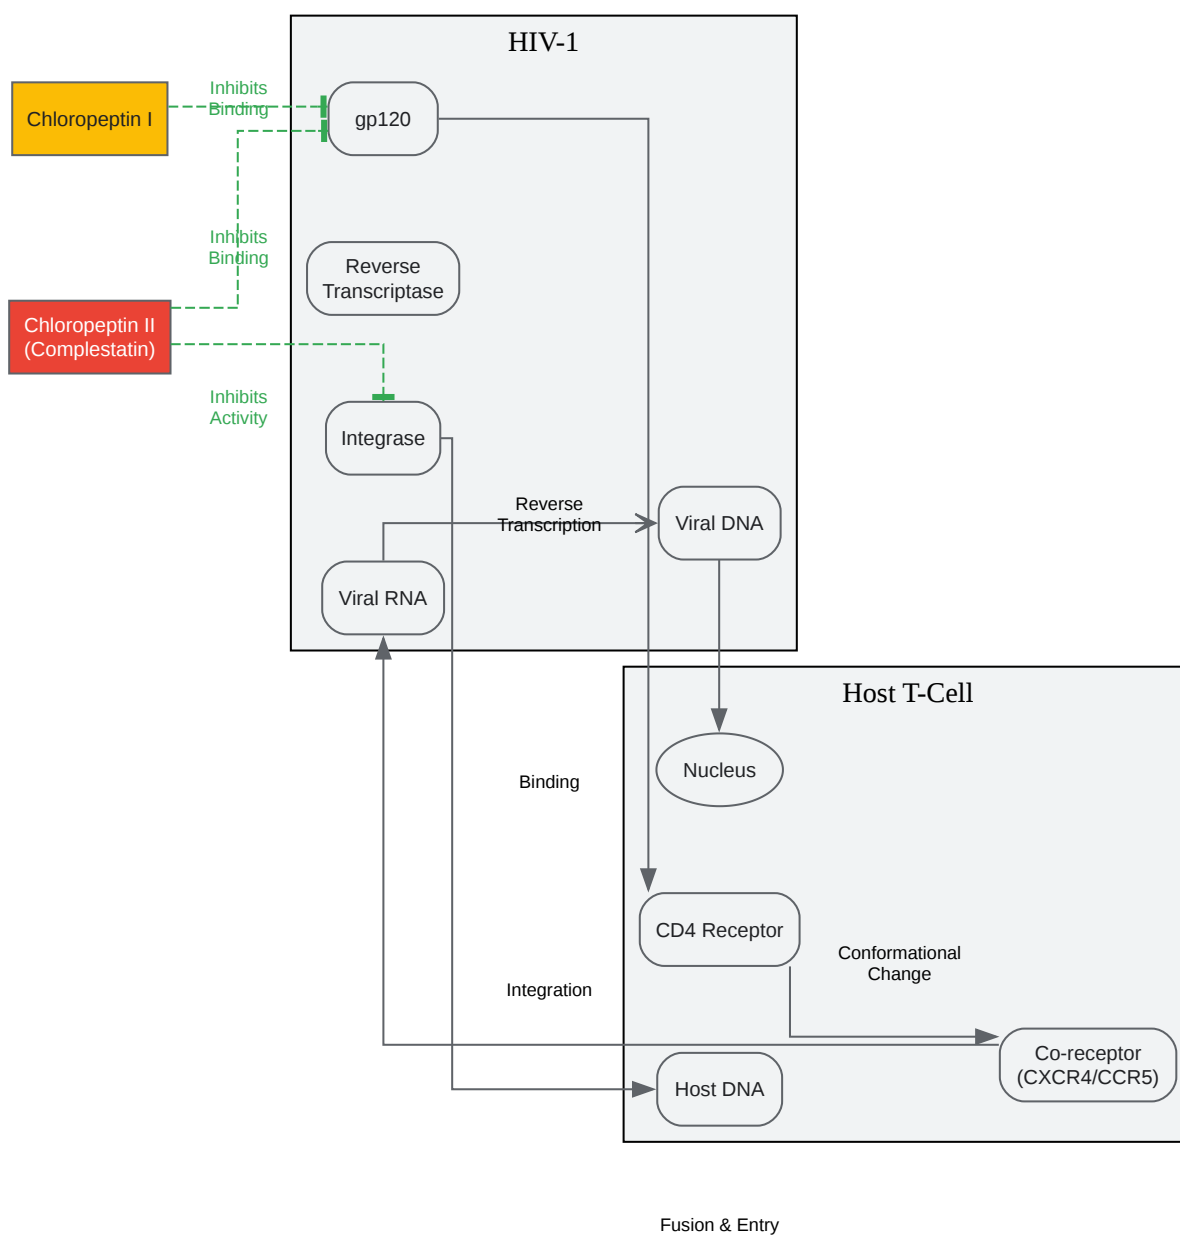 HIV-1
Chloropeptin I
Inhibits
Binding
gp120
Inhibits
Binding
Reverse
Transcriptase
Chloropeptin II
(Complestatin)
Inhibits
Activity
Integrase
Reverse
Transcription
Viral DNA
Viral RNA
Host T-Cell
Nucleus
Binding
CD4 Receptor
Conformational
Change
Integration
Co-receptor
(CXCR4/CCR5)
Host DNA
Fusion & Entry